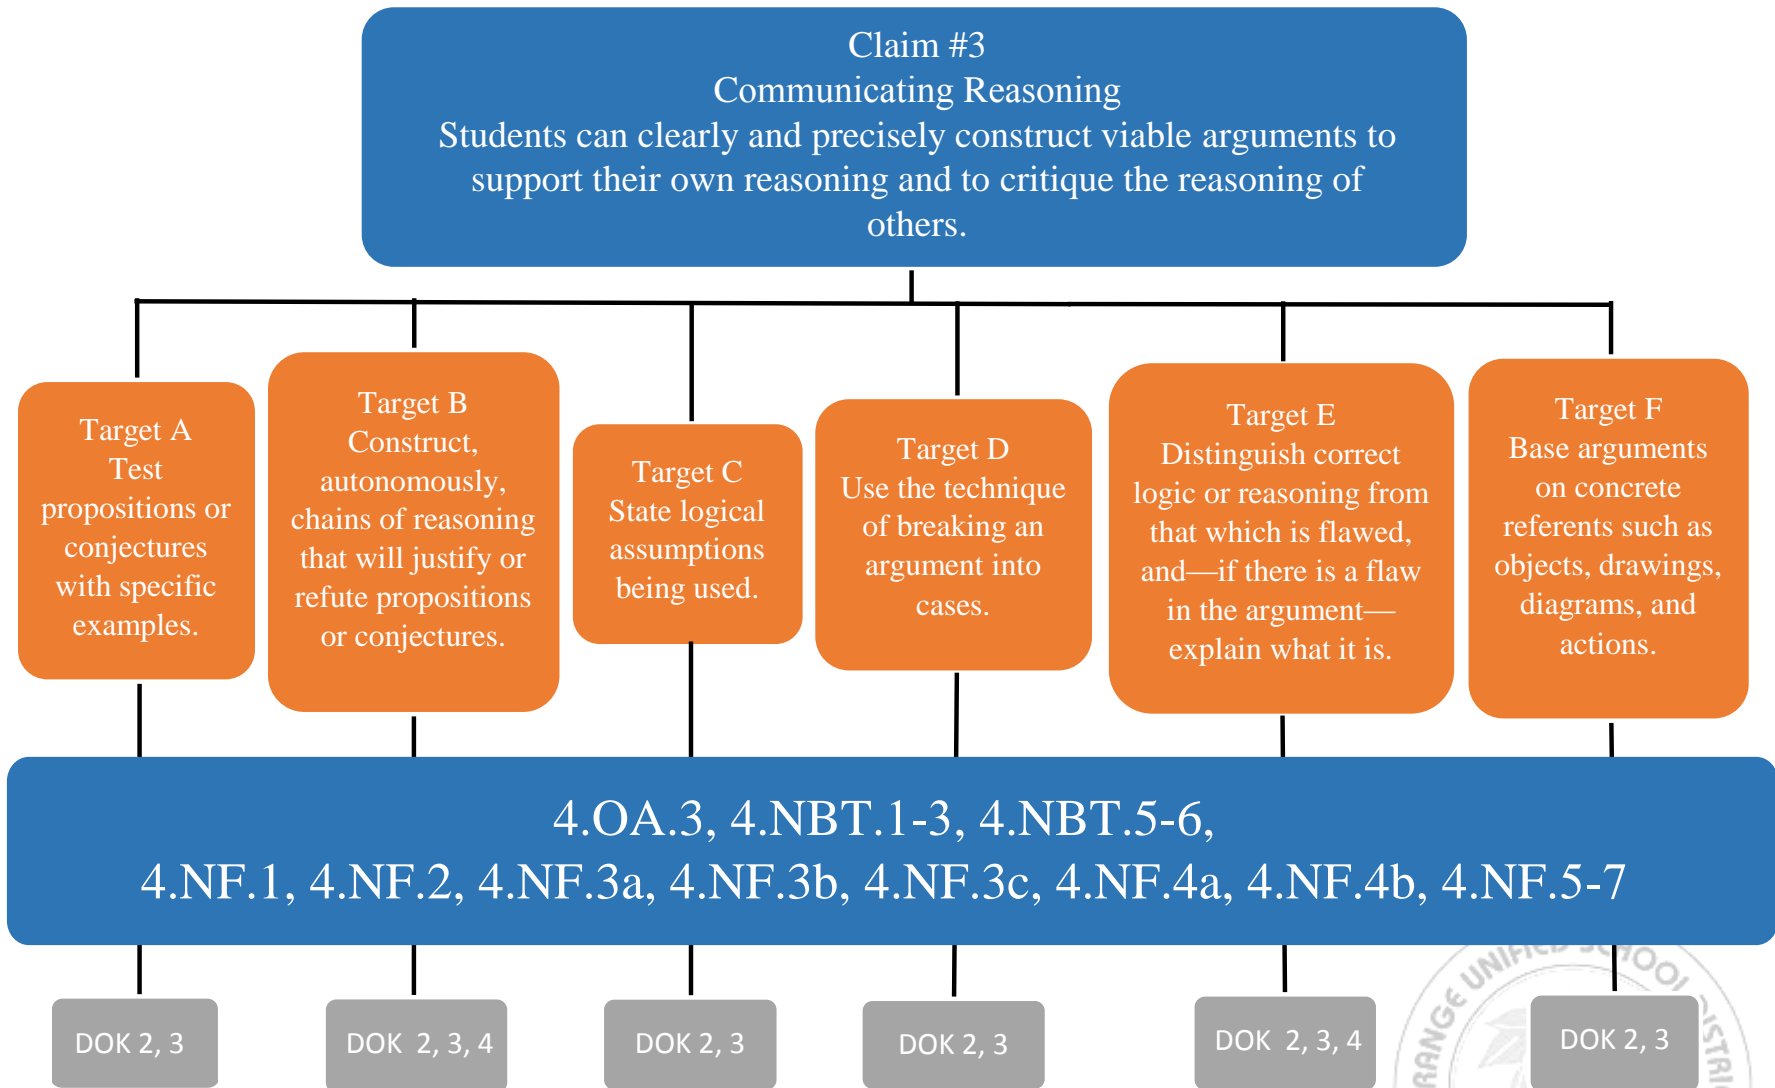 Claim #3
Communicating Reasoning
Students can clearly and precisely construct viable arguments to
support their own reasoning and to critique the reasoning of
others.
Target A
Test
propositions or
conjectures
with specific
examples.
Target B
Construct,
autonomously,
chains of reasoning
that will justify or
refute propositions
or conjectures.
Target C
State logical
assumptions
being used.
Target D
Use the technique
of breaking an
argument into
cases.
Target E
Distinguish correct
logic or reasoning from
that which is flawed,
and—if there is a flaw
in the argument—
explain what it is.
Target F
Base arguments
on concrete
referents such as
objects, drawings,
diagrams, and
actions.
4.OA.3, 4.NBT.1-3, 4.NBT.5-6,
4.NF.1, 4.NF.2, 4.NF.3a, 4.NF.3b, 4.NF.3c, 4.NF.4a, 4.NF.4b, 4.NF.5-7
DOK 2, 3
DOK 2, 3, 4
DOK 2, 3
DOK 2, 3
DOK 2, 3, 4
DOK 2, 3
UNIFIED SCHOOL